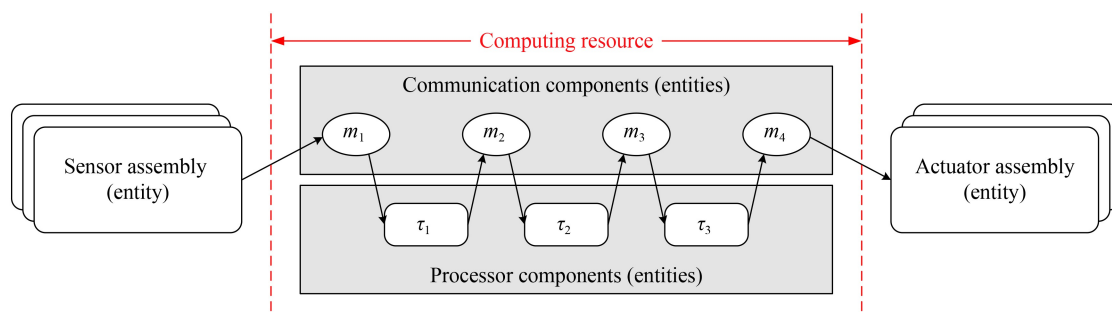 Computing resource
Communication components (entities)
m1
m2
m3
m4
Sensor assembly
(entity)
Actuator assembly
(entity)
τ1
τ2
τ3
Processor components (entities)